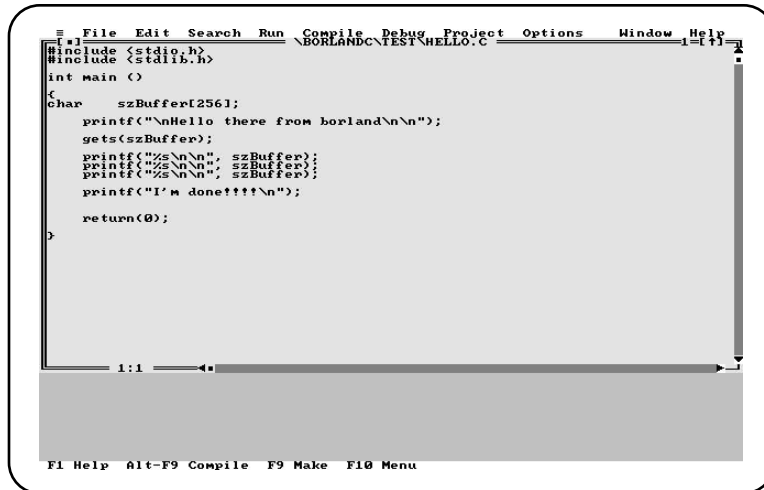 ≡ File Edit Search Run Compile Debug Project Options Window Help
[▪] \BORLANDC\TEST\HELLO.C 1=[↑]
#include <stdio.h>
#include <stdlib.h>
int main ()
{
char szBuffer[256];
printf("\nHello there from borland\n\n");
gets(szBuffer);
printf("%s\n\n", szBuffer);
printf("%s\n\n", szBuffer);
printf("%s\n\n", szBuffer);
printf("I'm done!!!!\n");
return(0);
}
1:1
F1 Help Alt-F9 Compile F9 Make F10 Menu